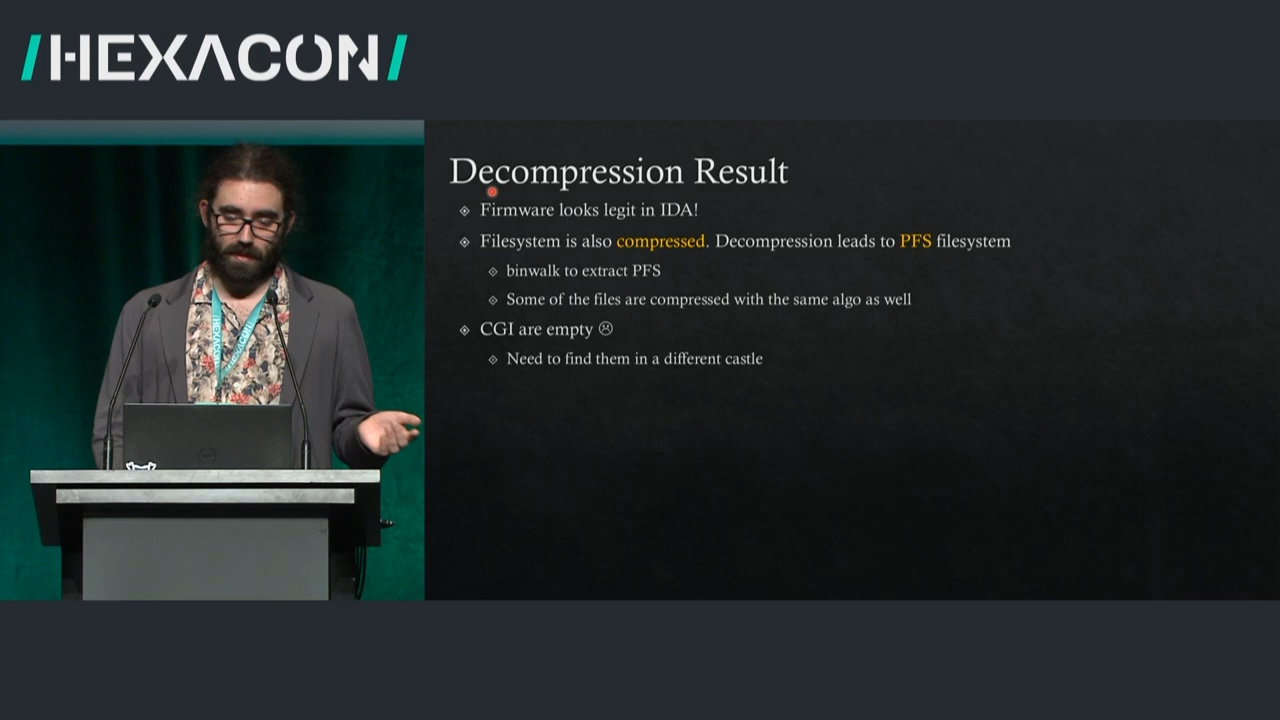 /HEXACON/
Decompression Result
Firmware looks legit in IDA!
Filesystem is also compressed. Decompression leads to PFS filesystem
binwalk to extract PFS
Some of the files are compressed with the same algo as well
CGI are empty ☹
Need to find them in a different castle
HEXACON